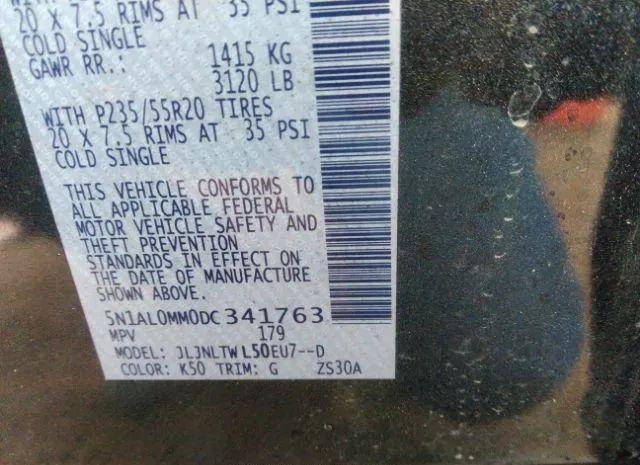 20 X 7.5 RIMS AT 35 PSI
COLD SINGLE
GAWR RR.: 1415 KG
3120 LB
WITH P235/55R20 TIRES
20 X 7.5 RIMS AT 35 PSI
COLD SINGLE
THIS VEHICLE CONFORMS TO
ALL APPLICABLE FEDERAL
MOTOR VEHICLE SAFETY AND
THEFT PREVENTION
STANDARDS IN EFFECT ON
THE DATE OF MANUFACTURE
SHOWN ABOVE.
5N1AL0MM0DC341763
MPV 179
MODEL: JLJNLTWL50EU7--D
COLOR: K50 TRIM: G ZS30A